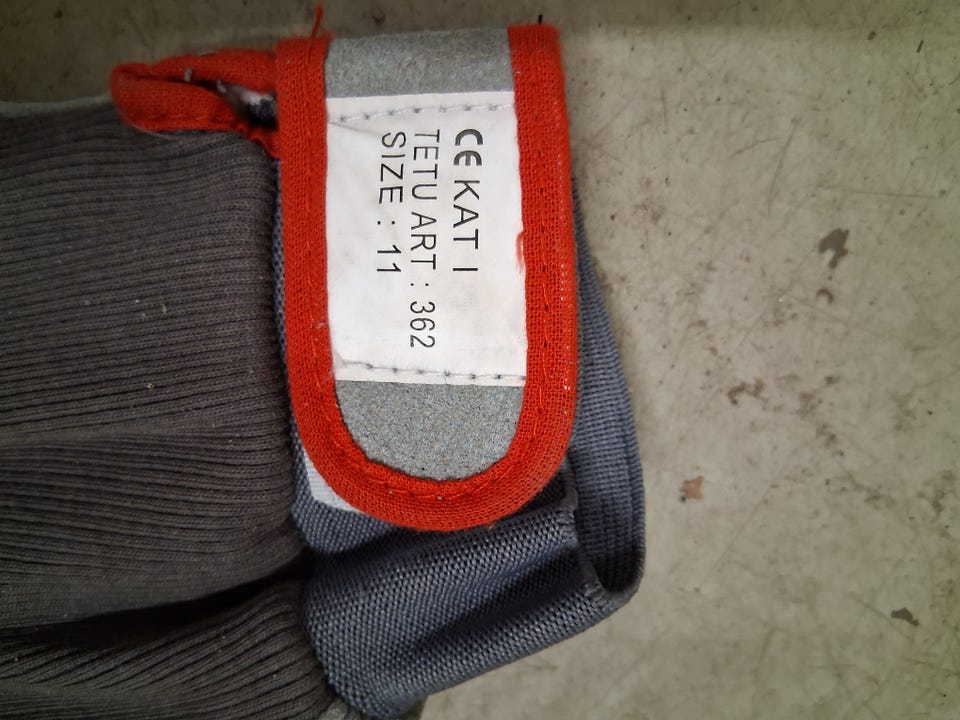 CE KAT I
TETU ART : 362
SIZE : 11